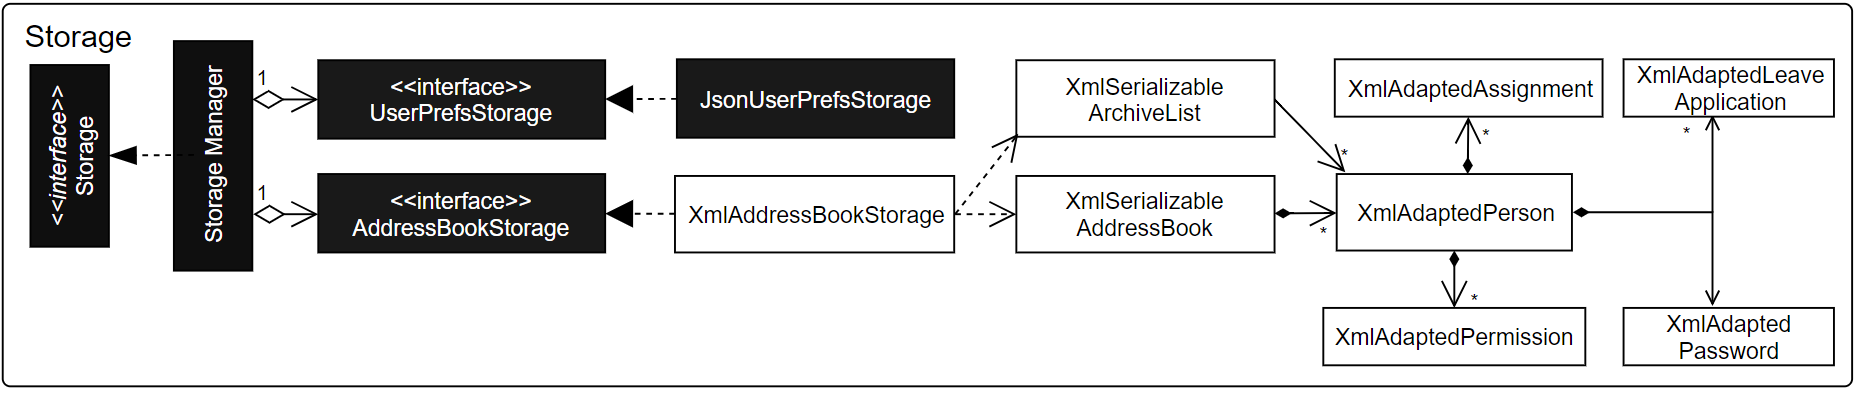 Storage
<<interface>>
Storage
Storage Manager
1
<<interface>>
UserPrefsStorage
JsonUserPrefsStorage
1
<<interface>>
AddressBookStorage
XmlAddressBookStorage
XmlSerializable
ArchiveList
*
XmlSerializable
AddressBook
*
XmlAdaptedPerson
XmlAdaptedAssignment
*
XmlAdaptedLeave
Application
*
*
XmlAdaptedPermission
XmlAdapted
Password